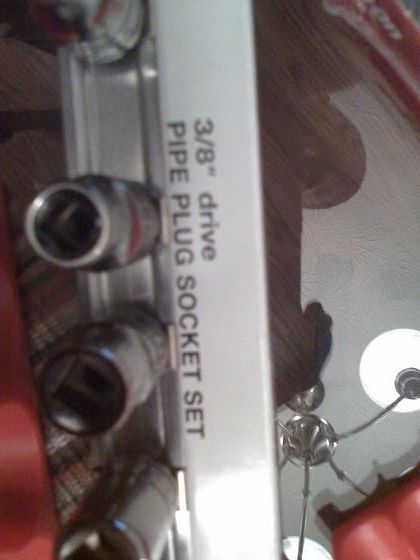 3/8" drive
PIPE PLUG SOCKET SET